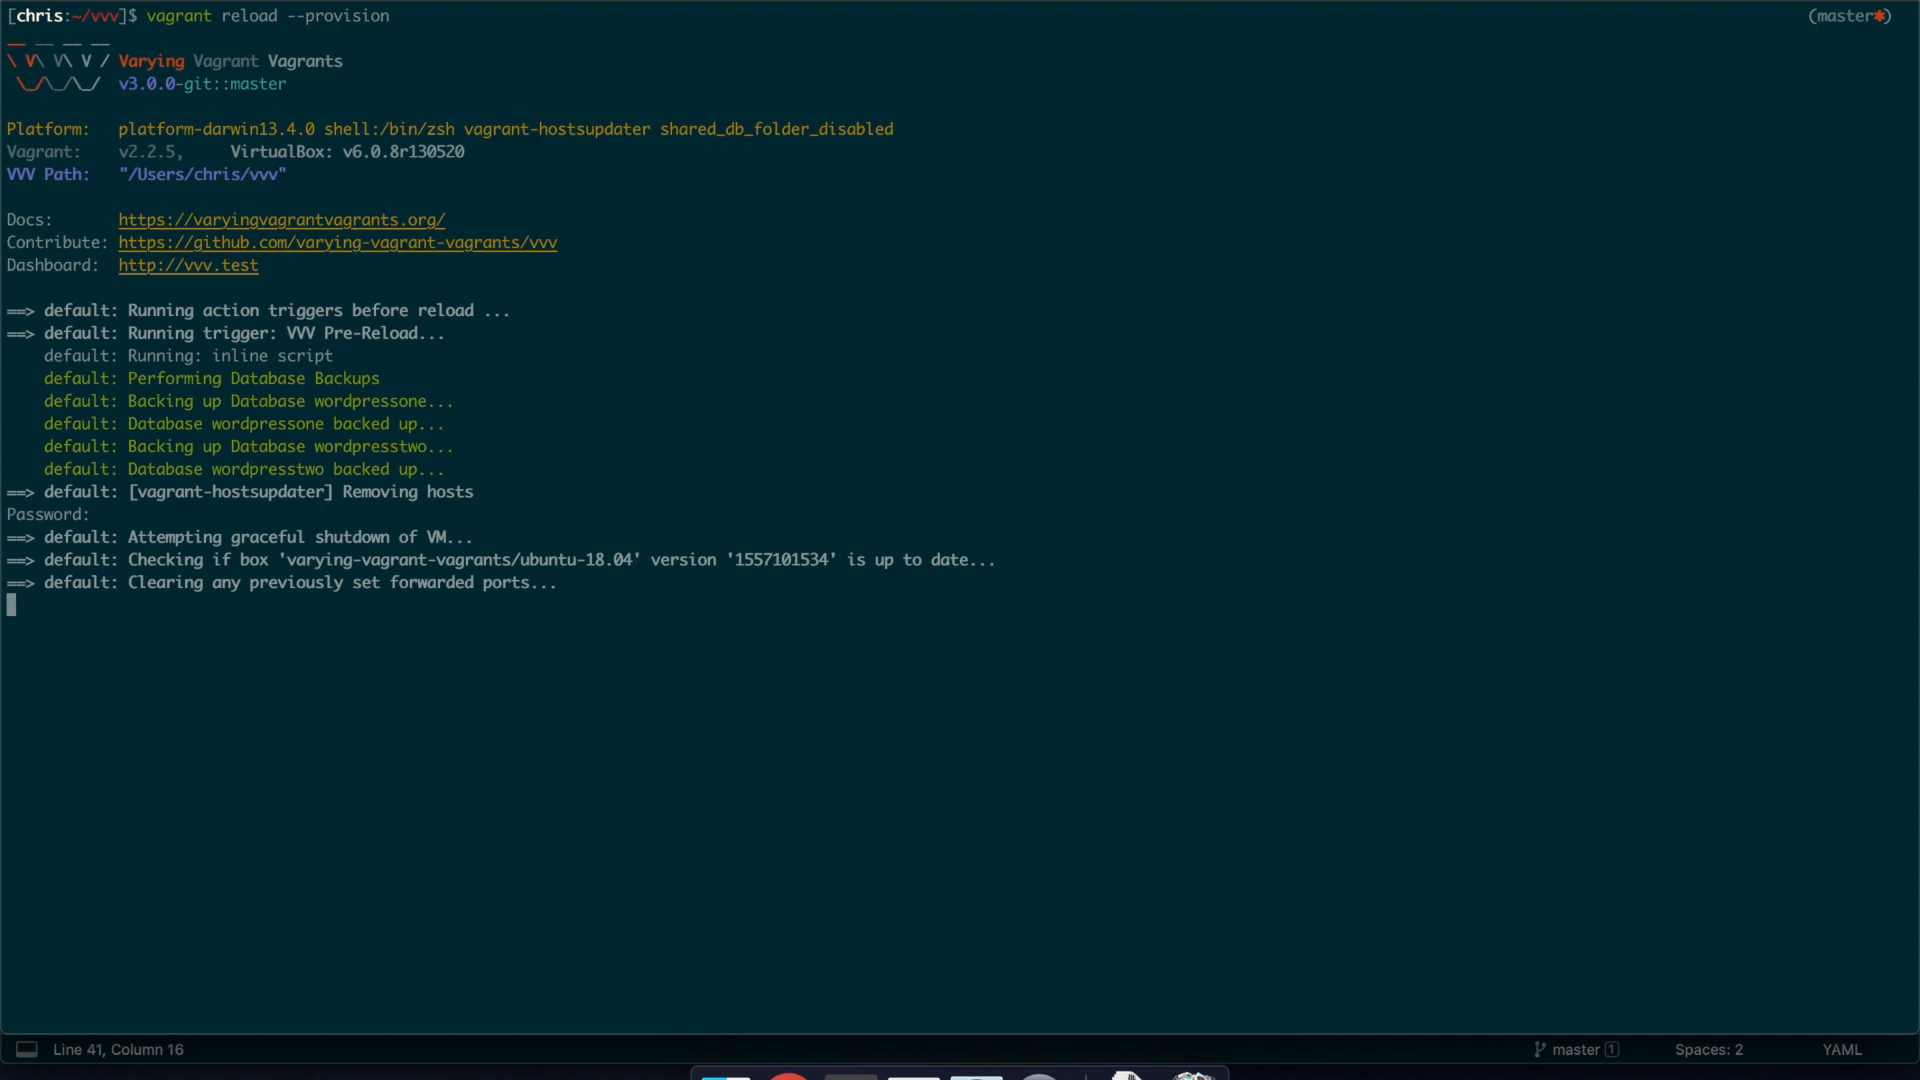 [chris:~/vvv]$ vagrant reload --provision (master✱)
__ __ __ __
\ V\ V\ V / Varying Vagrant Vagrants
\_/\_/\_/ v3.0.0-git::master
Platform: platform-darwin13.4.0 shell:/bin/zsh vagrant-hostsupdater shared_db_folder_disabled
Vagrant: v2.2.5, VirtualBox: v6.0.8r130520
VVV Path: "/Users/chris/vvv"
Docs: https://varyingvagrantvagrants.org/
Contribute: https://github.com/varying-vagrant-vagrants/vvv
Dashboard: http://vvv.test
==> default: Running action triggers before reload ...
==> default: Running trigger: VVV Pre-Reload...
default: Running: inline script
default: Performing Database Backups
default: Backing up Database wordpressone...
default: Database wordpressone backed up...
default: Backing up Database wordpresstwo...
default: Database wordpresstwo backed up...
==> default: [vagrant-hostsupdater] Removing hosts
Password:
==> default: Attempting graceful shutdown of VM...
==> default: Checking if box 'varying-vagrant-vagrants/ubuntu-18.04' version '1557101534' is up to date...
==> default: Clearing any previously set forwarded ports...
Line 41, Column 16 master 1 Spaces: 2 YAML